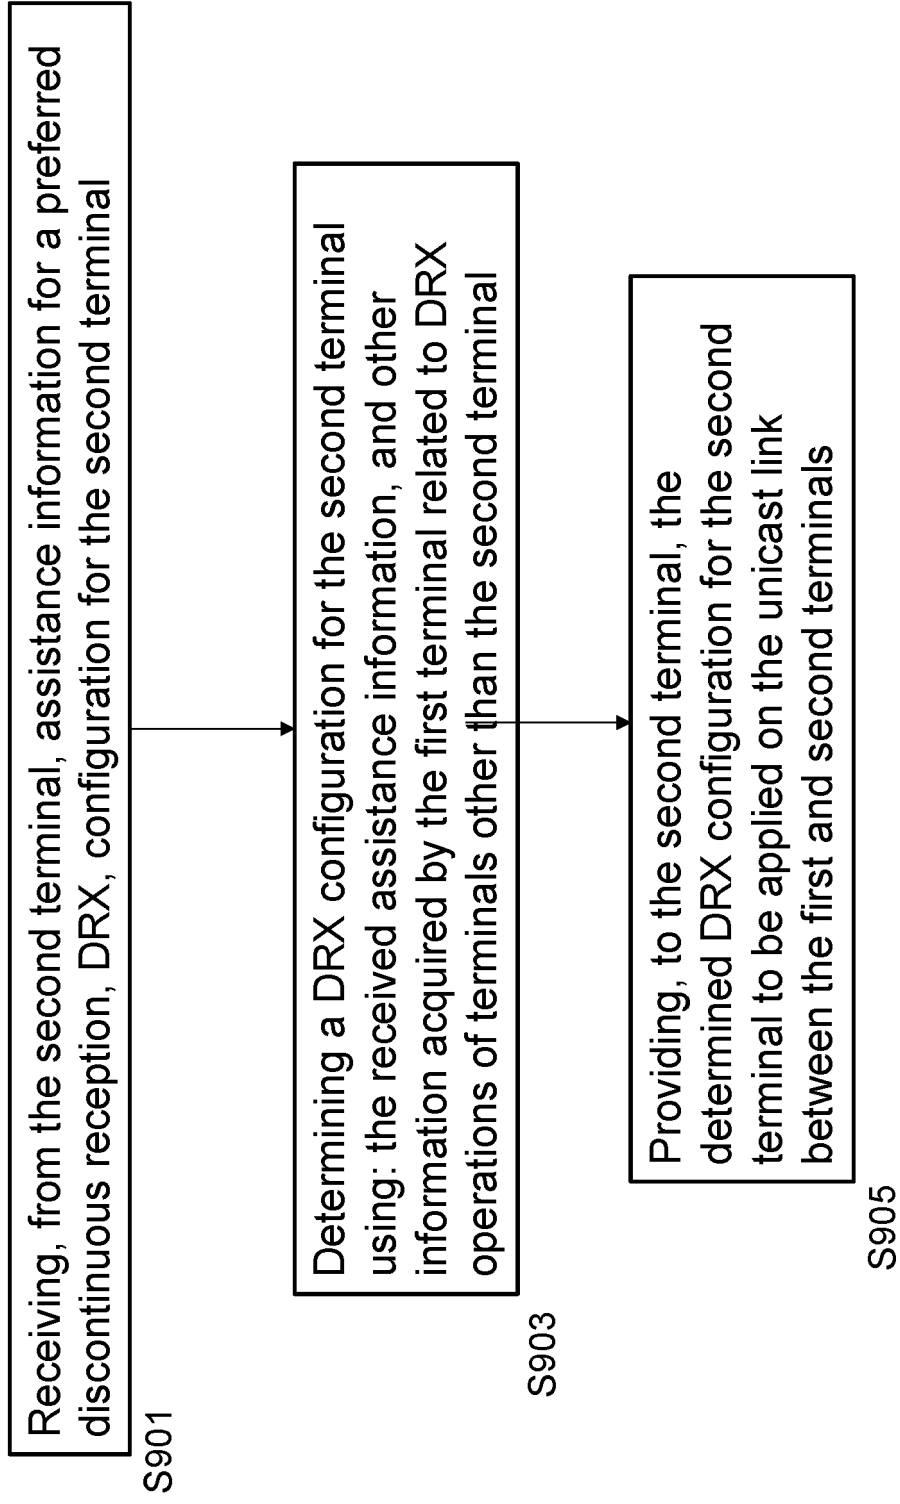 Receiving, from the second terminal, assistance information for a preferred
discontinuous reception, DRX, configuration for the second terminal
S901
Determining a DRX configuration for the second terminal
using: the received assistance information, and other
information acquired by the first terminal related to DRX
operations of terminals other than the second terminal
S903
Providing, to the second terminal, the
determined DRX configuration for the second
terminal to be applied on the unicast link
between the first and second terminals
S905